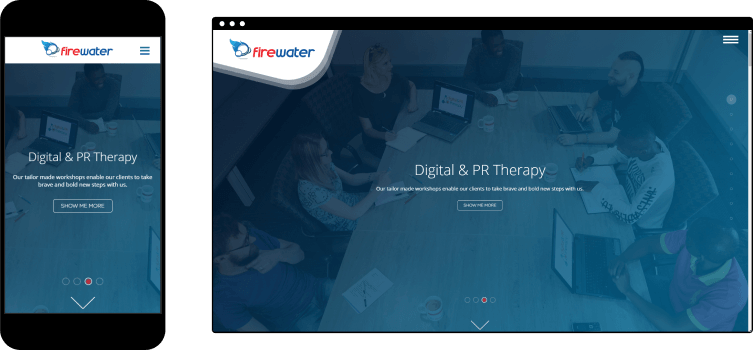 firewater
Digital & PR Therapy
Our tailor made workshops enable our clients to take
brave and bold new steps with us.
SHOW ME MORE
firewater
Digital & PR Therapy
Our tailor made workshops enable our clients to take brave and bold new steps with us.
SHOW ME MORE